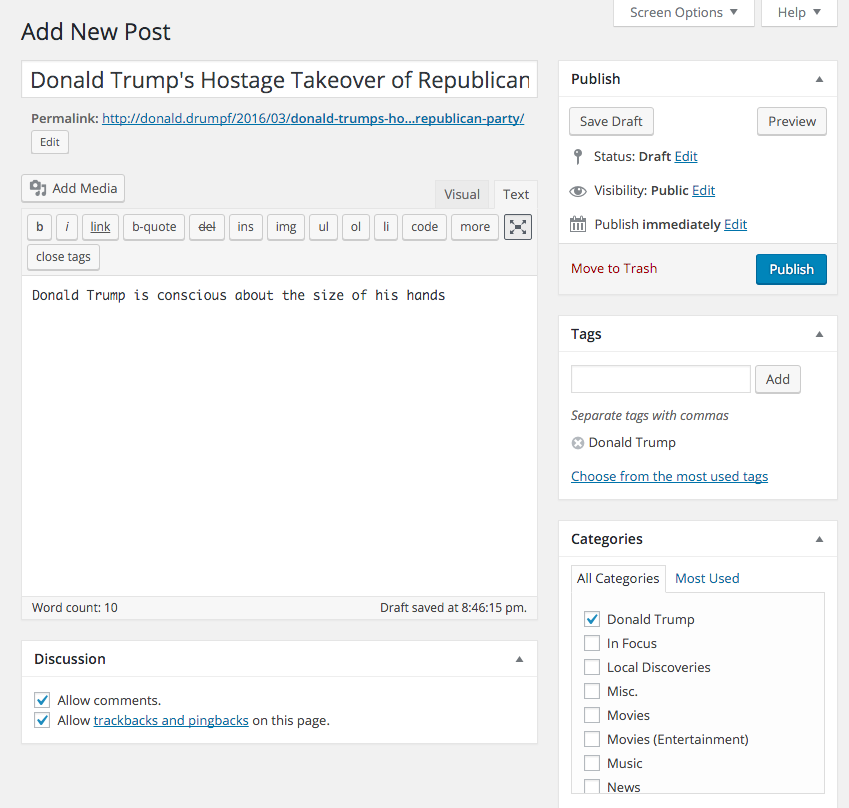 Screen Options ▼
Help ▼
Add New Post
Donald Trump's Hostage Takeover of Republican
Permalink: http://donald.drumpf/2016/03/donald-trumps-ho...republican-party/
Edit
Add Media
Visual
Text
b
i
link
b-quote
del
ins
img
ul
ol
li
code
more
close tags
Donald Trump is conscious about the size of his hands
Word count: 10
Draft saved at 8:46:15 pm.
Discussion
Allow comments.
Allow trackbacks and pingbacks on this page.
Publish
Save Draft
Preview
Status: Draft Edit
Visibility: Public Edit
Publish immediately Edit
Move to Trash
Publish
Tags
Add
Separate tags with commas
Donald Trump
Choose from the most used tags
Categories
All Categories
Most Used
Donald Trump
In Focus
Local Discoveries
Misc.
Movies
Movies (Entertainment)
Music
News